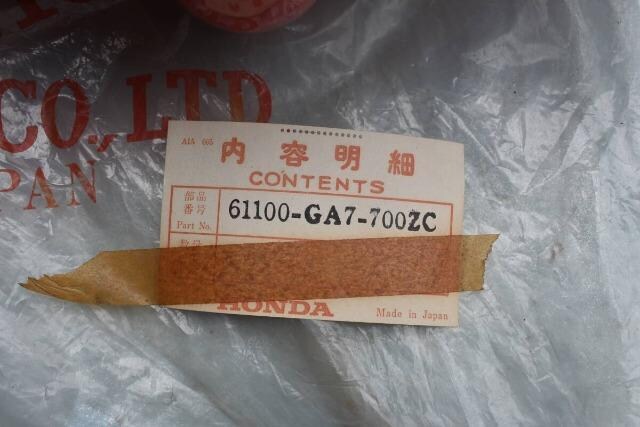 CO., LTD
PAN
A15 005
内容明細
CONTENTS
部品
番号
Part No.
61100-GA7-700ZC
数量
HONDA
Made in Japan